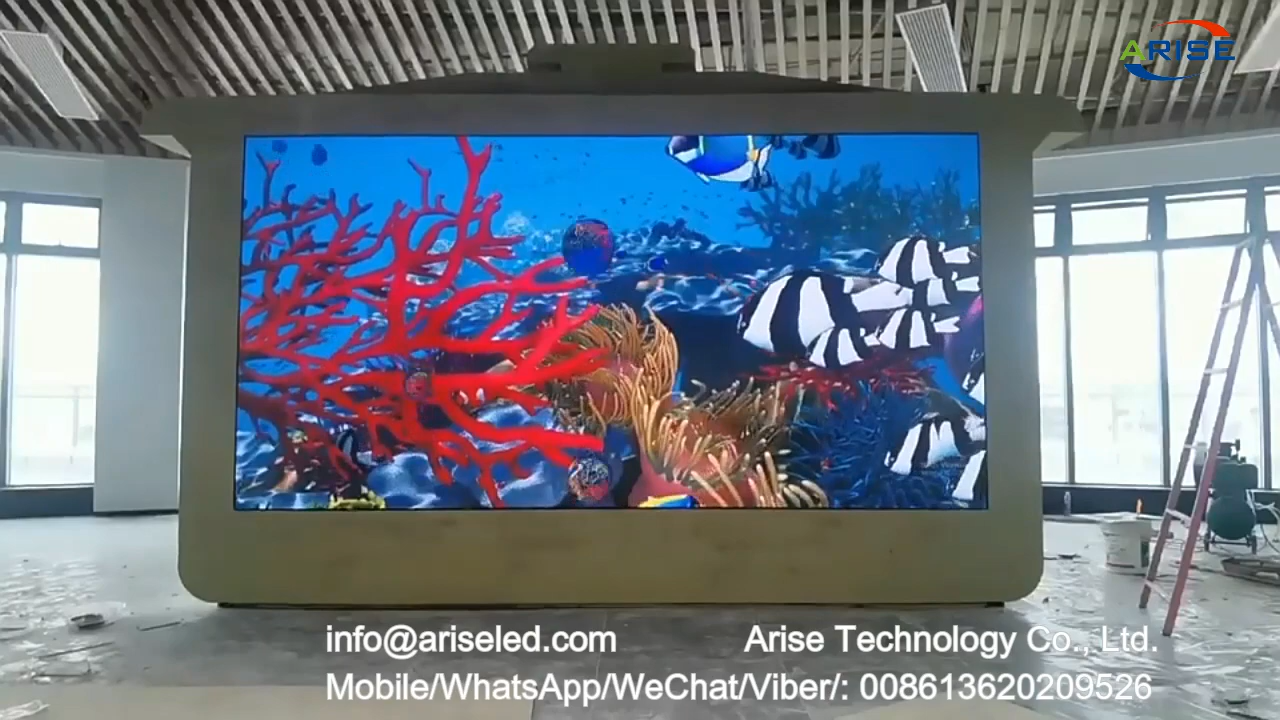 ARISE
info@ariseled.com Arise Technology Co., Ltd.
Mobile/WhatsApp/WeChat/Viber/: 008613620209526